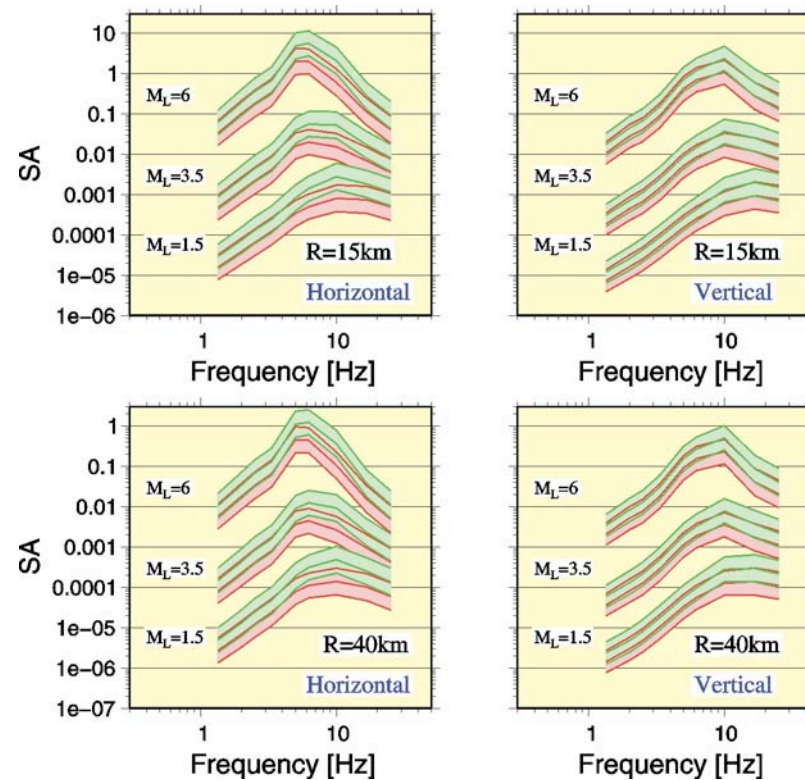 10
1
0.1
0.01
0.001
0.0001
1e−05
1e−06
SA
M_L=6
M_L=3.5
M_L=1.5
R=15km
Horizontal
1 10
Frequency [Hz]
M_L=6
M_L=3.5
M_L=1.5
R=15km
Vertical
1 10
Frequency [Hz]
1
0.1
0.01
0.001
0.0001
1e−05
1e−06
1e−07
SA
M_L=6
M_L=3.5
M_L=1.5
R=40km
Horizontal
1 10
Frequency [Hz]
M_L=6
M_L=3.5
M_L=1.5
R=40km
Vertical
1 10
Frequency [Hz]